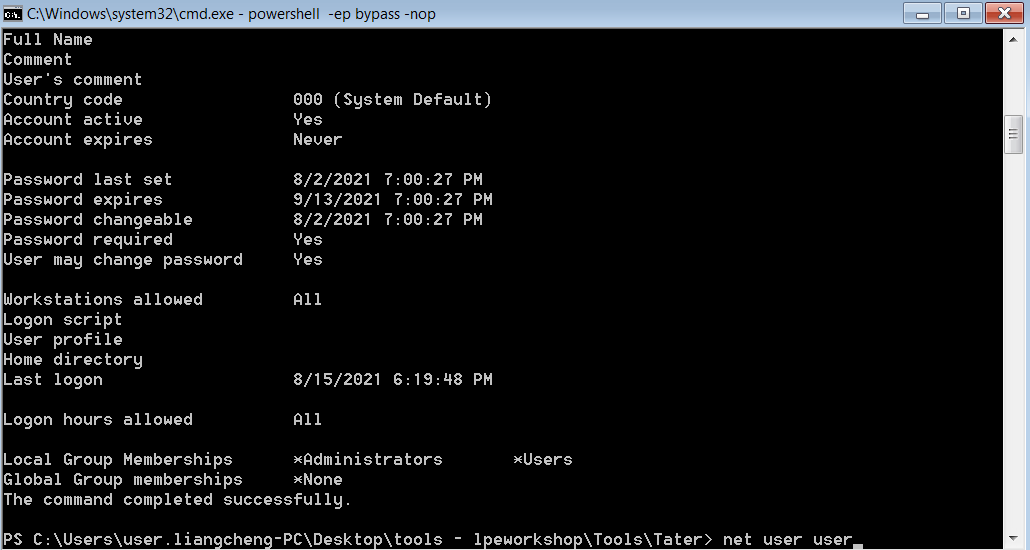 C:\Windows\system32\cmd.exe - powershell -ep bypass -nop
Full Name
Comment
User's comment
Country code 000 (System Default)
Account active Yes
Account expires Never
Password last set 8/2/2021 7:00:27 PM
Password expires 9/13/2021 7:00:27 PM
Password changeable 8/2/2021 7:00:27 PM
Password required Yes
User may change password Yes
Workstations allowed All
Logon script
User profile
Home directory
Last logon 8/15/2021 6:19:48 PM
Logon hours allowed All
Local Group Memberships *Administrators *Users
Global Group memberships *None
The command completed successfully.
PS C:\Users\user.liangcheng-PC\Desktop\tools - lpeworkshop\Tools\Tater> net user user